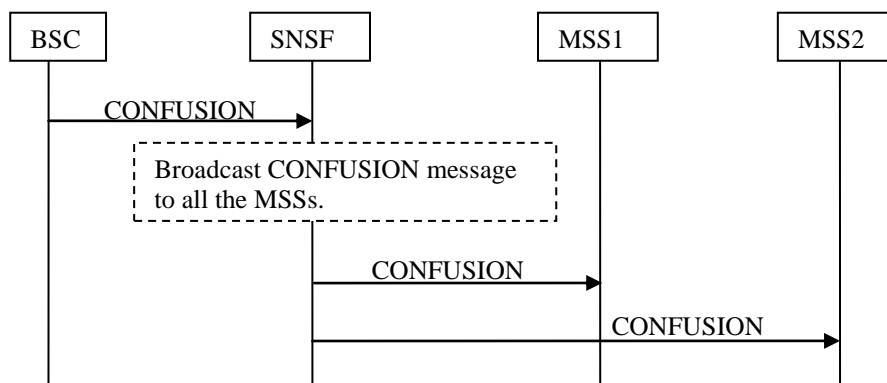 BSC
SNSF
MSS1
MSS2
CONFUSION
Broadcast CONFUSION message
to all the MSSs.
CONFUSION
CONFUSION